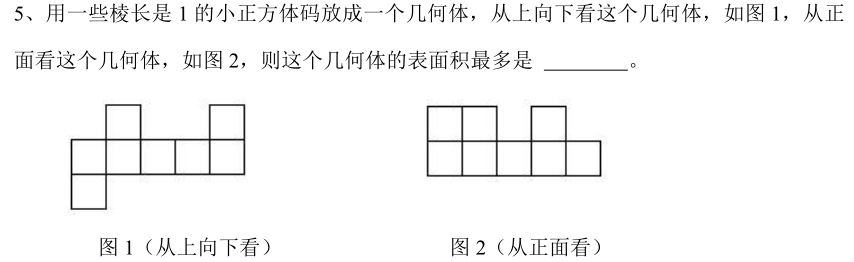 5、用一些棱长是 1 的小正方体码放成一个几何体，从上向下看这个几何体，如图 1，从正
面看这个几何体，如图 2，则这个几何体的表面积最多是 ________。
图 1（从上向下看）
图 2（从正面看）